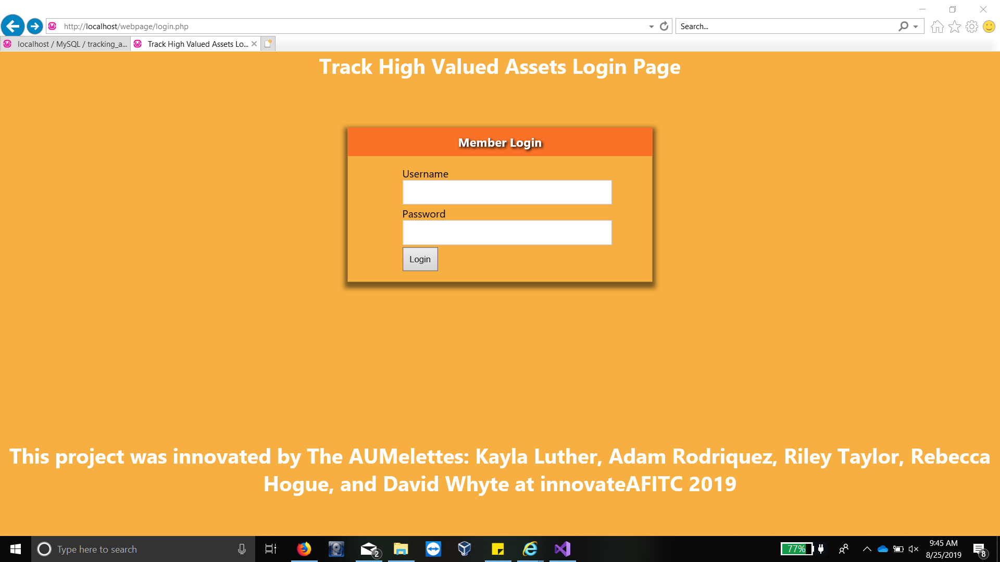 http://localhost/webpage/login.php
Search...
localhost / MySQL / tracking_a...
Track High Valued Assets Lo...
Track High Valued Assets Login Page
Member Login
Username
Password
Login
This project was innovated by The AUMelettes: Kayla Luther, Adam Rodriquez, Riley Taylor, Rebecca
Hogue, and David Whyte at innovateAFITC 2019
Type here to search
2
77%
9:45 AM
8/25/2019
8